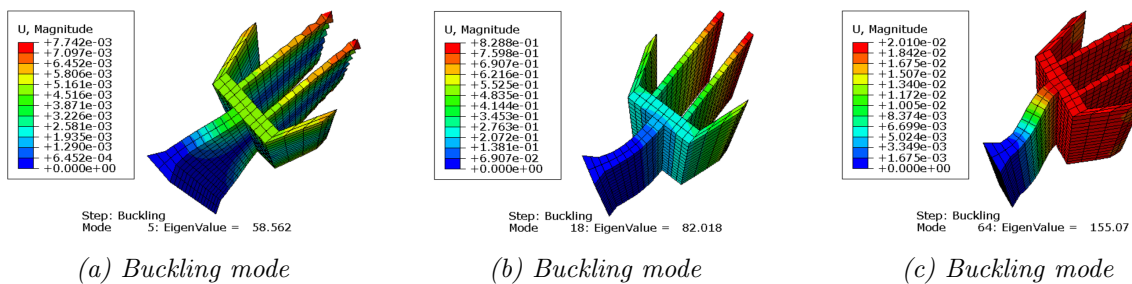 U, Magnitude
+7.742e-03
+7.097e-03
+6.452e-03
+5.806e-03
+5.161e-03
+4.516e-03
+3.871e-03
+3.226e-03
+2.581e-03
+1.935e-03
+1.290e-03
+6.452e-04
+0.000e+00
Step: Buckling
Mode 5: EigenValue = 58.562
(a) Buckling mode
U, Magnitude
+8.288e-01
+7.598e-01
+6.907e-01
+6.216e-01
+5.525e-01
+4.835e-01
+4.144e-01
+3.453e-01
+2.763e-01
+2.072e-01
+1.381e-01
+6.907e-02
+0.000e+00
Step: Buckling
Mode 18: EigenValue = 82.018
(b) Buckling mode
U, Magnitude
+2.010e-02
+1.842e-02
+1.675e-02
+1.507e-02
+1.340e-02
+1.172e-02
+1.005e-02
+8.374e-03
+6.699e-03
+5.024e-03
+3.349e-03
+1.675e-03
+0.000e+00
Step: Buckling
Mode 64: EigenValue = 155.07
(c) Buckling mode